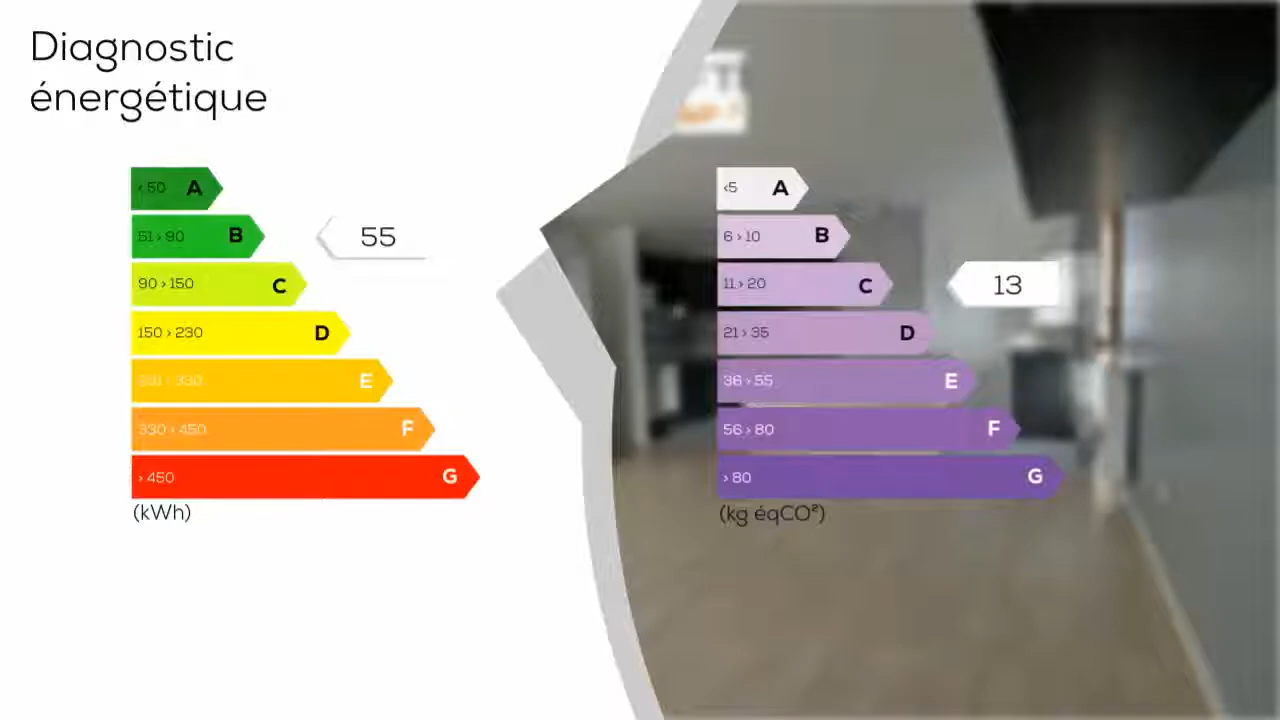 Diagnostic
énergétique
< 50 A
51 > 90 B
55
90 > 150 C
150 > 230 D
E
330 > 450 F
> 450 G
(kWh)
<5 A
6 > 10 B
11 > 20 C
13
21 > 35 D
36 > 55 E
56 > 80 F
> 80 G
(kg éqCO²)